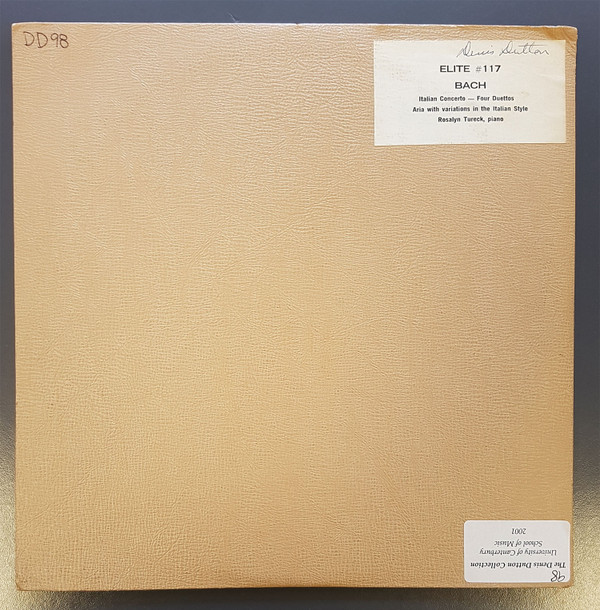 DD98
Denis Dutton
ELITE #117
BACH
Italian Concerto — Four Duettos
Aria with variations in the Italian Style
Rosalyn Tureck, piano
98
The Denis Dutton Collection
University of Canterbury
School of Music
2001